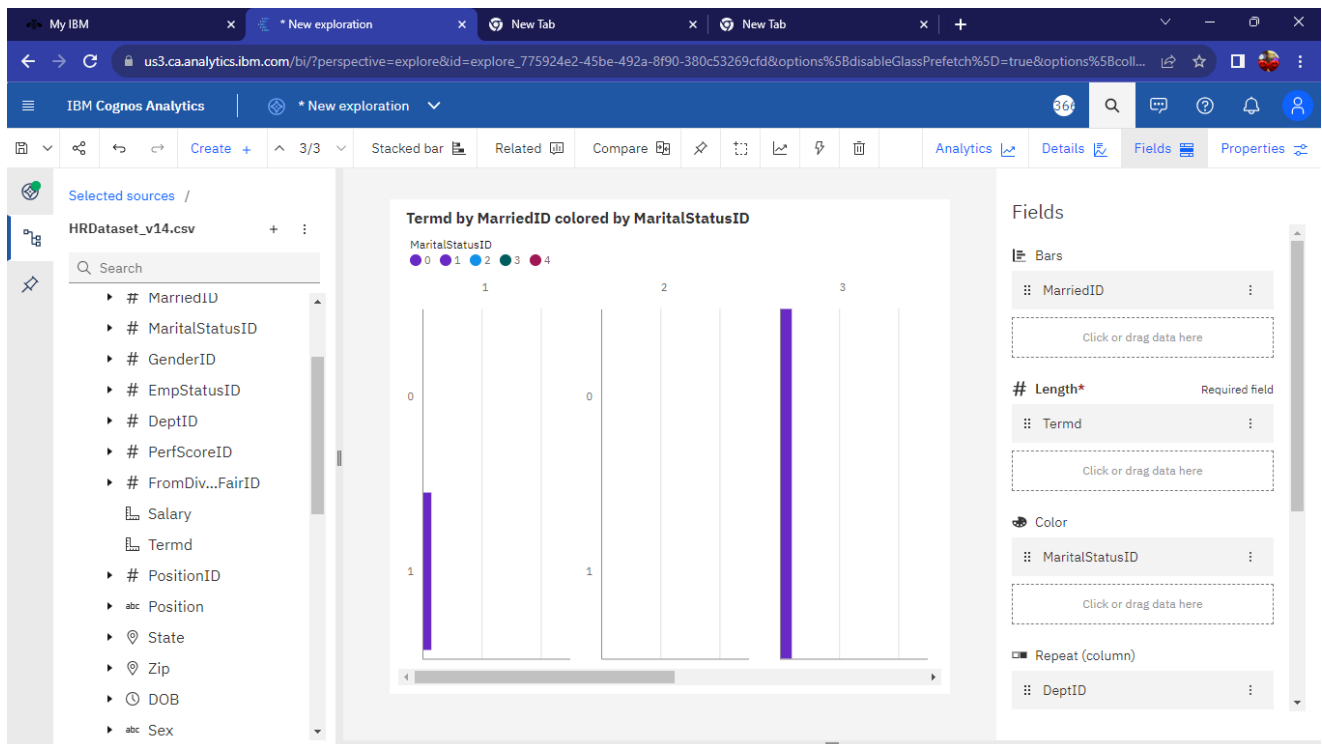 My IBM
* New exploration
New Tab
New Tab
us3.ca.analytics.ibm.com/bi/?perspective=explore&id=explore_775924e2-45be-492a-8f90-380c53269cfd&options%5BdisableGlassPrefetch%5D=true&options%5Bcoll...
IBM Cognos Analytics
* New exploration
Create +
3/3
Stacked bar
Related
Compare
Analytics
Details
Fields
Properties
Selected sources /
HRDataset_v14.csv
Search
# MarriedID
# MaritalStatusID
# GenderID
# EmpStatusID
# DeptID
# PerfScoreID
# FromDiv...FairID
Salary
Termd
# PositionID
abc Position
State
Zip
DOB
abc Sex
Termd by MarriedID colored by MaritalStatusID
MaritalStatusID
0 1 2 3 4
1 2 3
0 0
1 1
Fields
Bars
MarriedID
Click or drag data here
# Length* Required field
Termd
Click or drag data here
Color
MaritalStatusID
Click or drag data here
Repeat (column)
DeptID